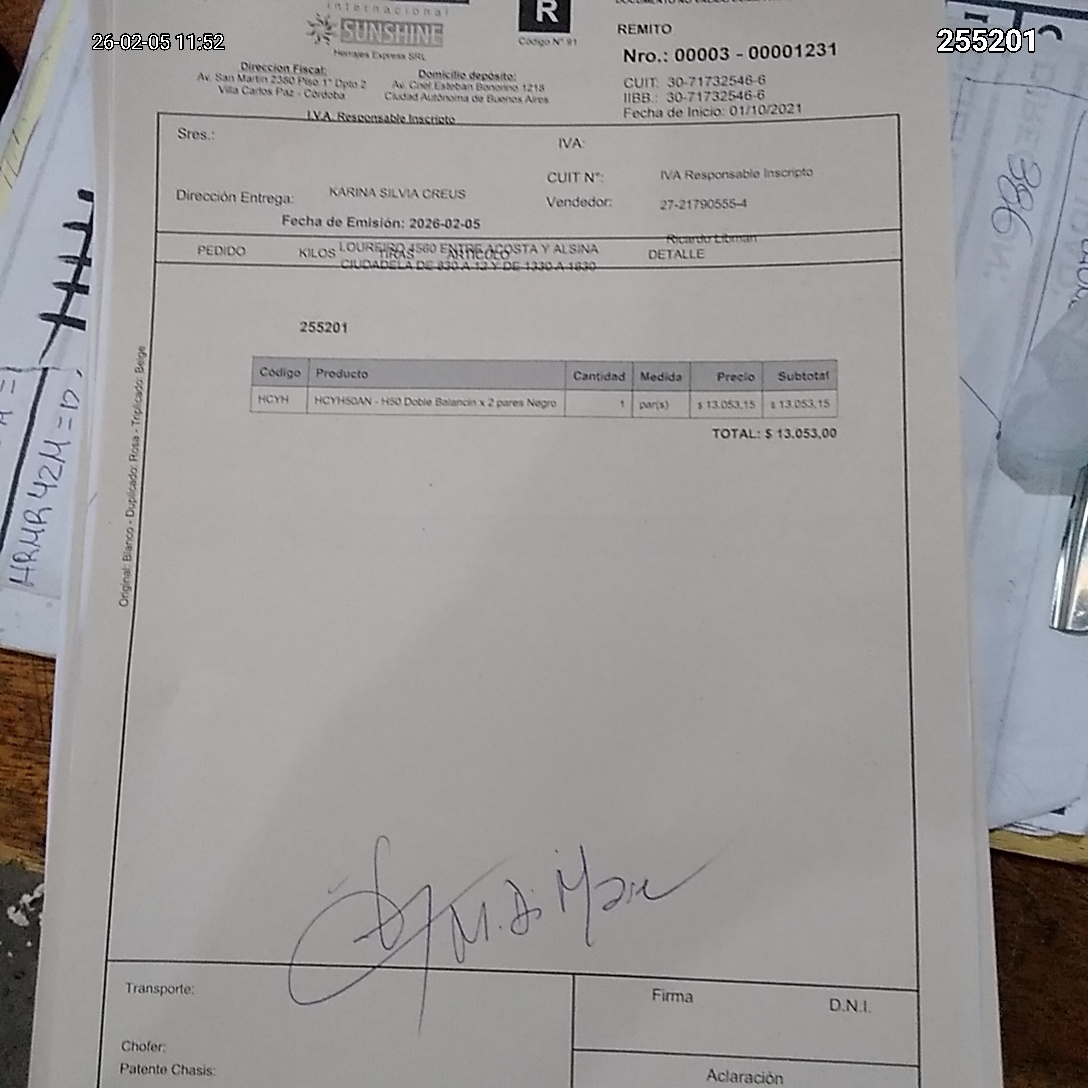 26-02-05 11:52
255201
internacional
SUNSHINE
Herrajes Express SRL
R
Código N° 91
REMITO
Nro.: 00003 - 00001231
Dirección Fiscal:
Av. San Martín 2380 Piso 1° Dpto 2
Villa Carlos Paz - Córdoba
Domicilio depósito:
Av. Cnel Esteban Bonorino 1218
Ciudad Autónoma de Buenos Aires
CUIT: 30-71732546-6
IIBB.: 30-71732546-6
Fecha de Inicio: 01/10/2021
I.V.A. Responsable Inscripto
Sres.:
IVA:
CUIT N°:
IVA Responsable Inscripto
Dirección Entrega:
KARINA SILVIA CREUS
Vendedor:
27-21790555-4
Fecha de Emisión: 2026-02-05
Ricardo Libman
PEDIDO KILOS TIRAS ARTICULO DETALLE
LOUREIRO 4560 ENTRE ACOSTA Y ALSINA
CIUDADELA DE 830 A 12 Y DE 1330 A 1630
255201
Código Producto Cantidad Medida Precio Subtotal
HCYH HCYH50AN - H50 Doble Balancin x 2 pares Negro 1 par(s) $ 13.053,15 $ 13.053,15
TOTAL: $ 13.053,00
Original: Blanco - Duplicado: Rosa - Triplicado: Beige
HRMR42M=12
386
M. Di Mare
Transporte:
Firma
D.N.I.
Chofer:
Patente Chasis:
Aclaración